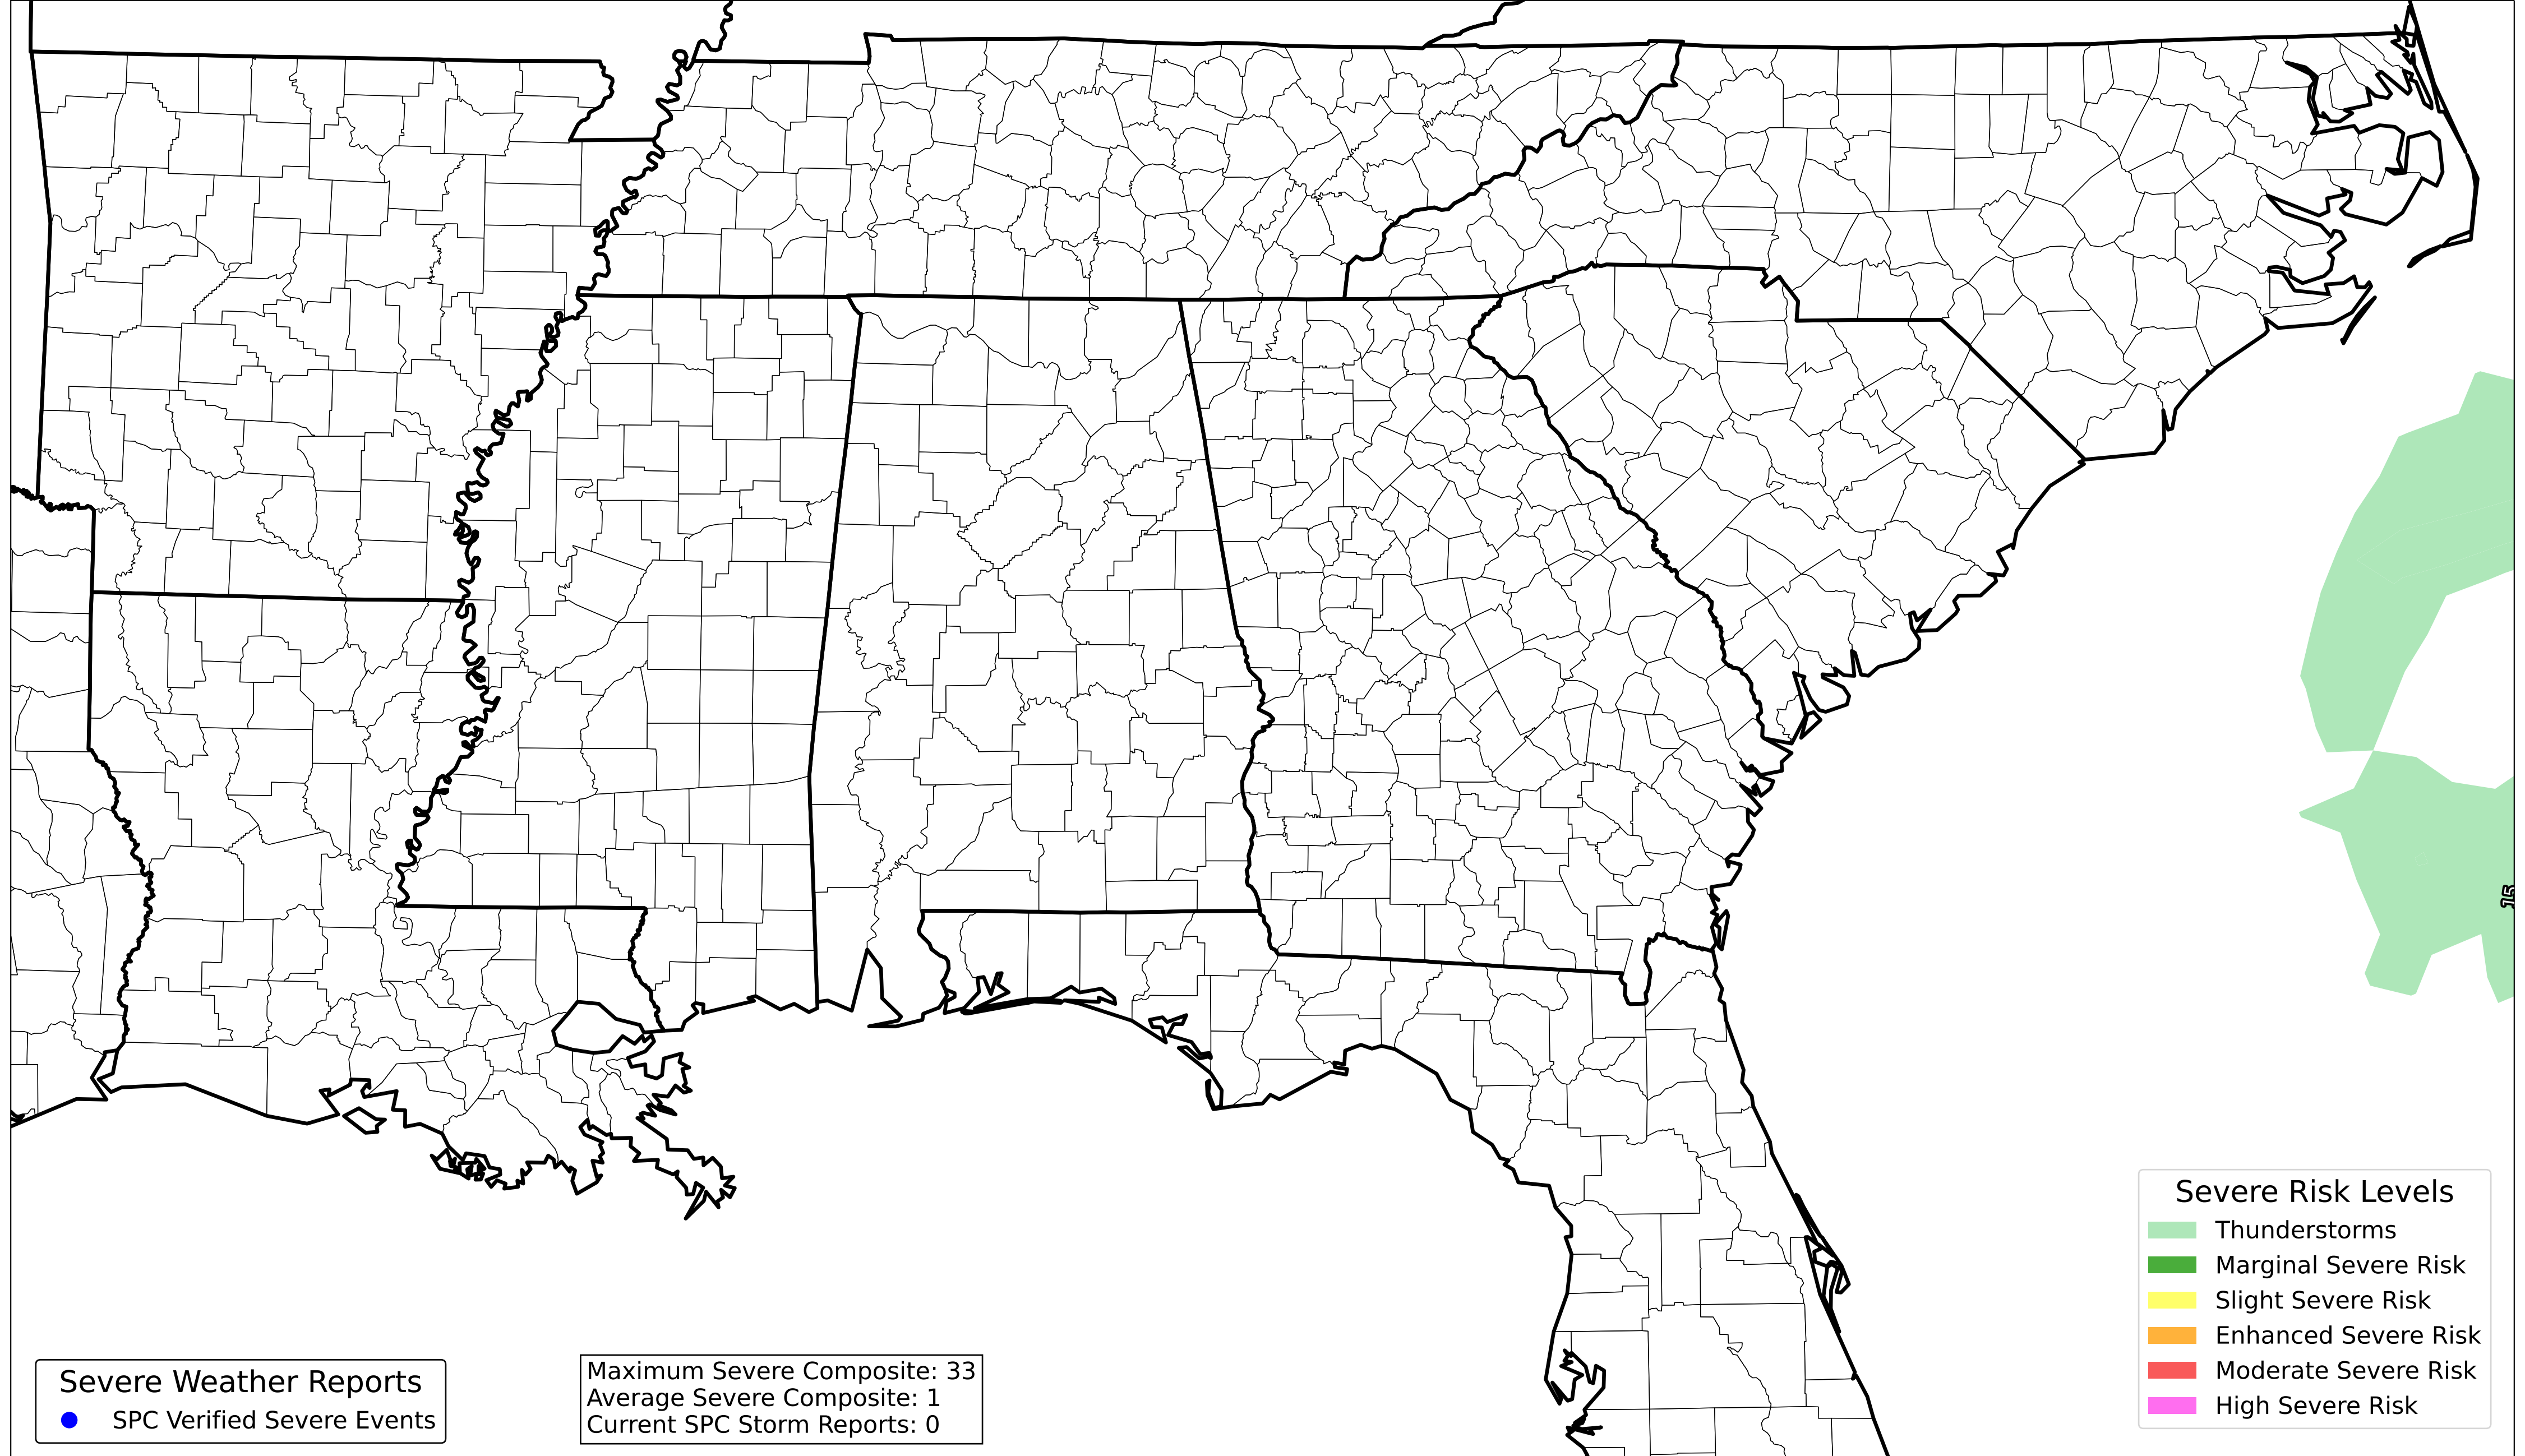 15
Severe Risk Levels
Thunderstorms
Marginal Severe Risk
Slight Severe Risk
Enhanced Severe Risk
Moderate Severe Risk
High Severe Risk
Severe Weather Reports
SPC Verified Severe Events
Maximum Severe Composite: 33
Average Severe Composite: 1
Current SPC Storm Reports: 0